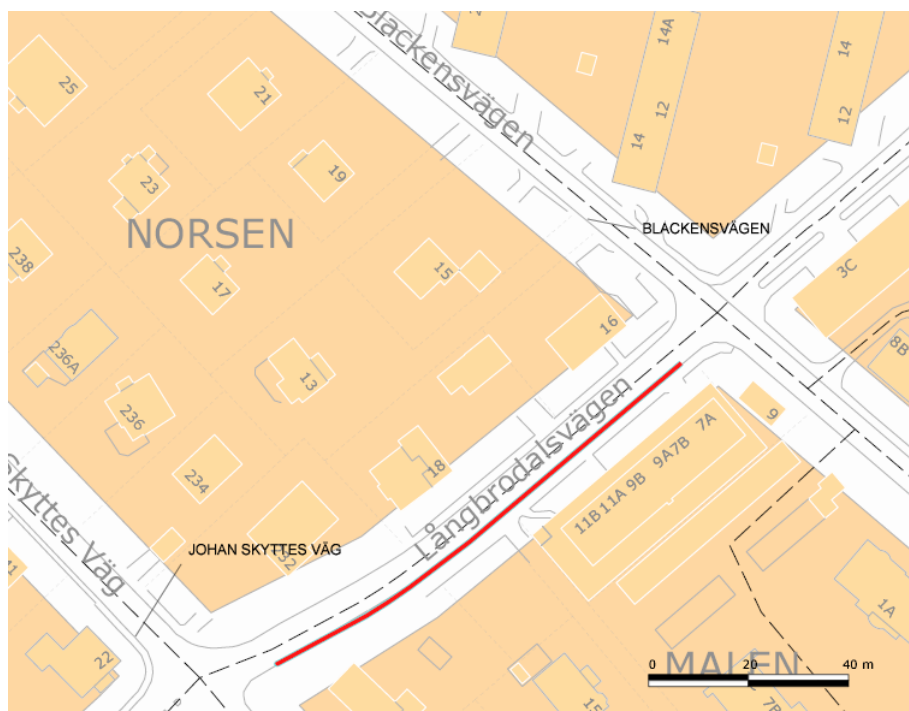 Blackensvägen
14A
14
12
14
12
25
21
23
19
NORSEN
BLACKENSVÄGEN
238
17
15
3C
16
8B
236A
13
236
9
7A
7B
9A
9B
11A
11B
Långbrodalsvägen
18
234
Skyttes Väg
JOHAN SKYTTES VÄG
22
1A
MALEN
0 20 40 m
15
7B